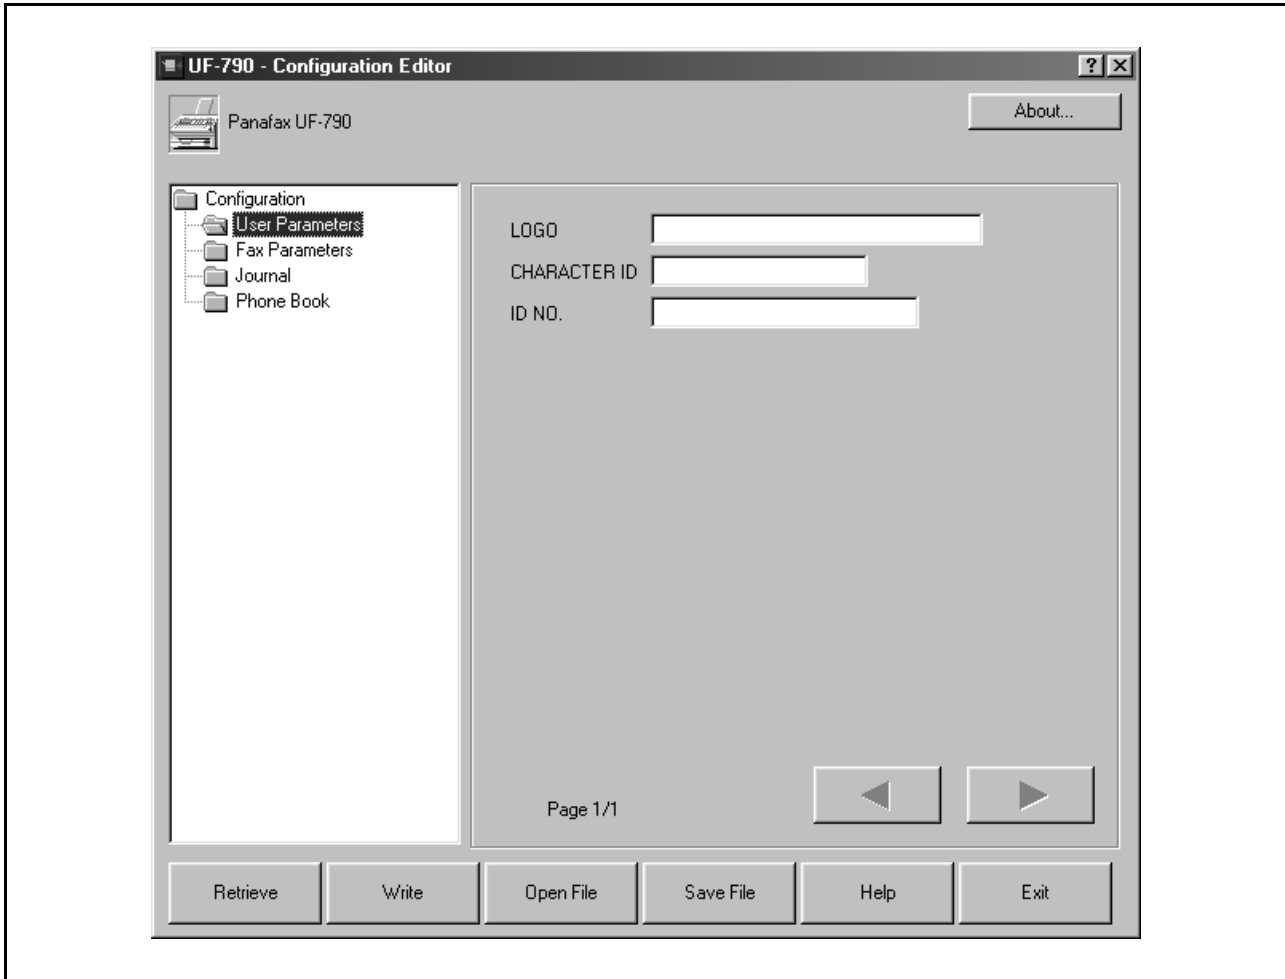 UF-790 - Configuration Editor
Panafax UF-790
About...
Configuration
User Parameters
Fax Parameters
Journal
Phone Book
LOGO
CHARACTER ID
ID NO.
Page 1/1
Retrieve
Write
Open File
Save File
Help
Exit